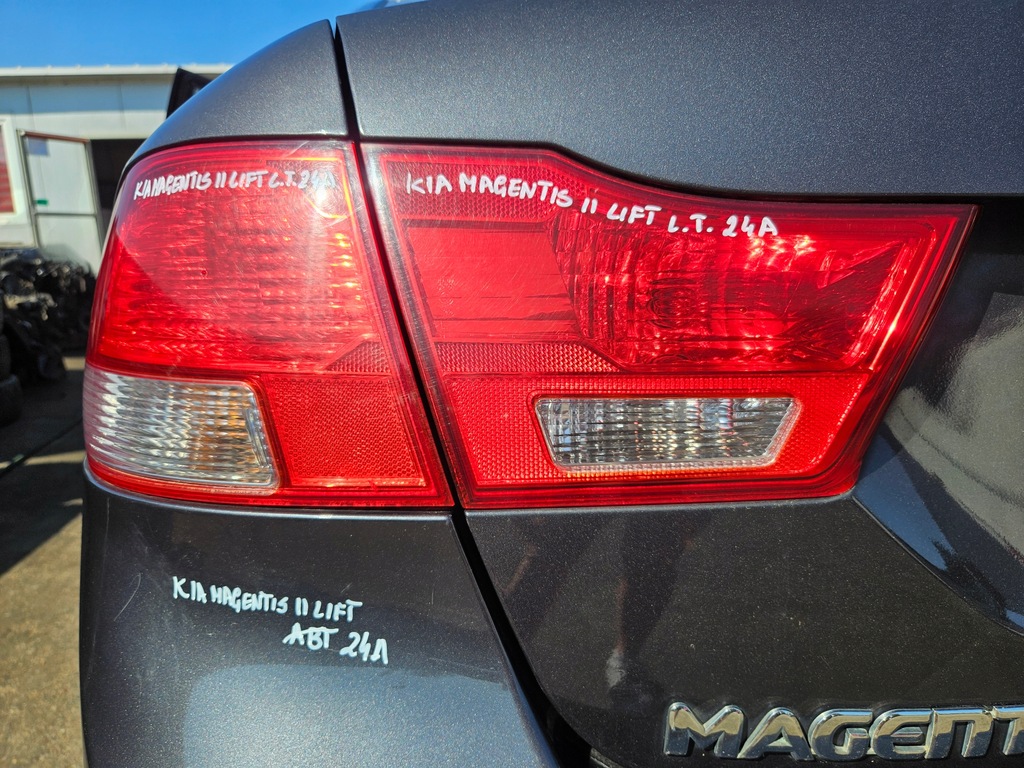 KIA MAGENTIS II LIFT L.T. 24A
KIA MAGENTIS II LIFT L.T. 24A
KIA MAGENTIS II LIFT
ABT 24A
MAGENT